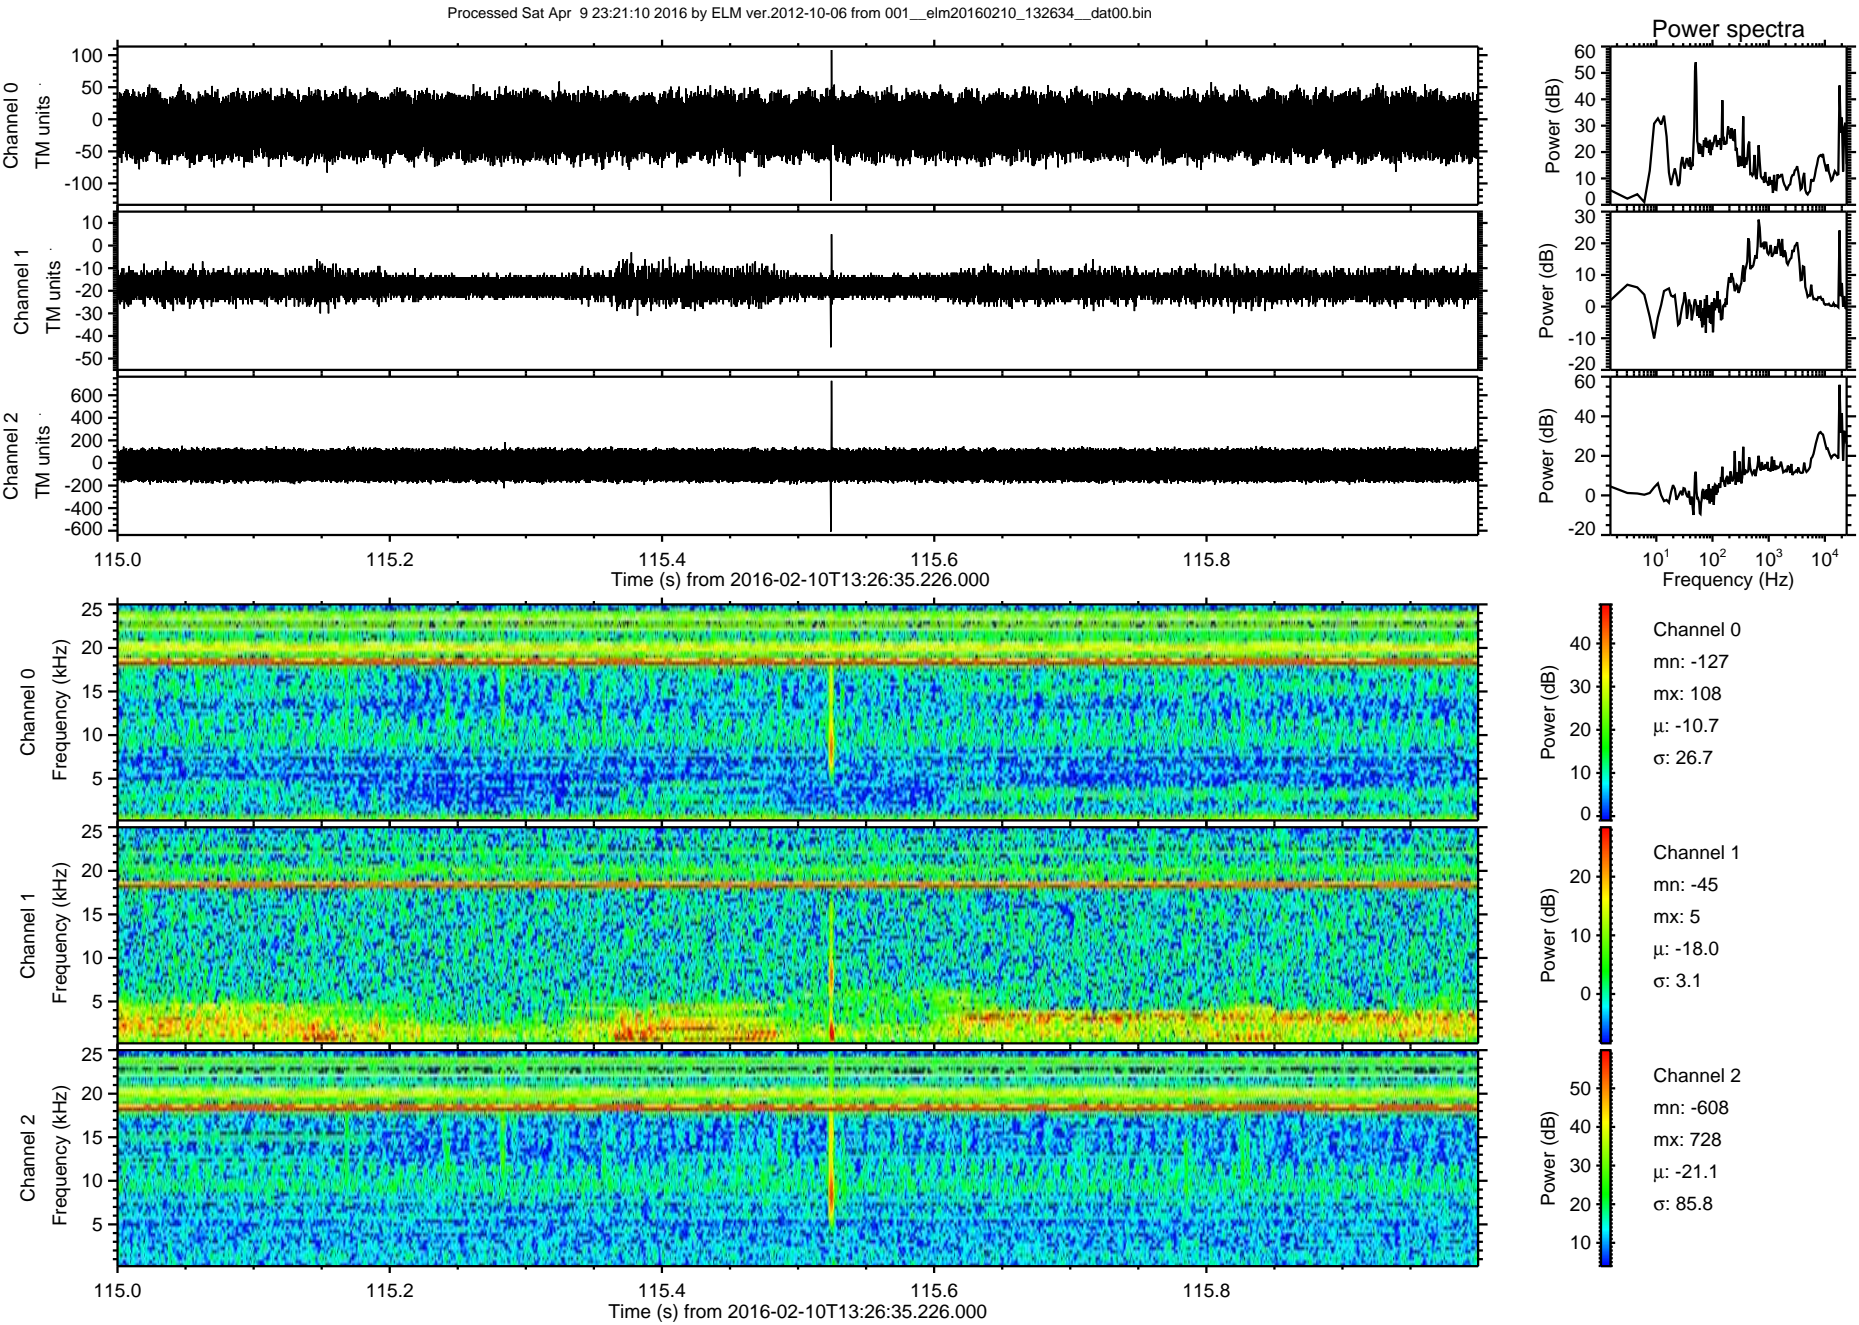 Processed Sat Apr  9 23:21:10 2016 by ELM ver.2012-10-06 from 001__elm20160210_132634__dat00.bin
Power spectra
Channel 0
TM units
100
50
0
-50
-100
Power (dB)
60
50
40
30
20
10
0
Channel 1
TM units
10
0
-10
-20
-30
-40
-50
Power (dB)
30
20
10
0
-10
-20
Channel 2
TM units
600
400
200
0
-200
-400
-600
Power (dB)
60
40
20
0
-20
115.0 115.2 115.4 115.6 115.8
Time (s) from 2016-02-10T13:26:35.226.000
10¹ 10² 10³ 10⁴
Frequency (Hz)
Channel 0
Frequency (kHz)
25
20
15
10
5
Power (dB)
40
30
20
10
0
Channel 0
mn: -127
mx: 108
μ: -10.7
σ: 26.7
Channel 1
Frequency (kHz)
25
20
15
10
5
Power (dB)
20
10
0
Channel 1
mn: -45
mx: 5
μ: -18.0
σ: 3.1
Channel 2
Frequency (kHz)
25
20
15
10
5
Power (dB)
50
40
30
20
10
Channel 2
mn: -608
mx: 728
μ: -21.1
σ: 85.8
115.0 115.2 115.4 115.6 115.8
Time (s) from 2016-02-10T13:26:35.226.000